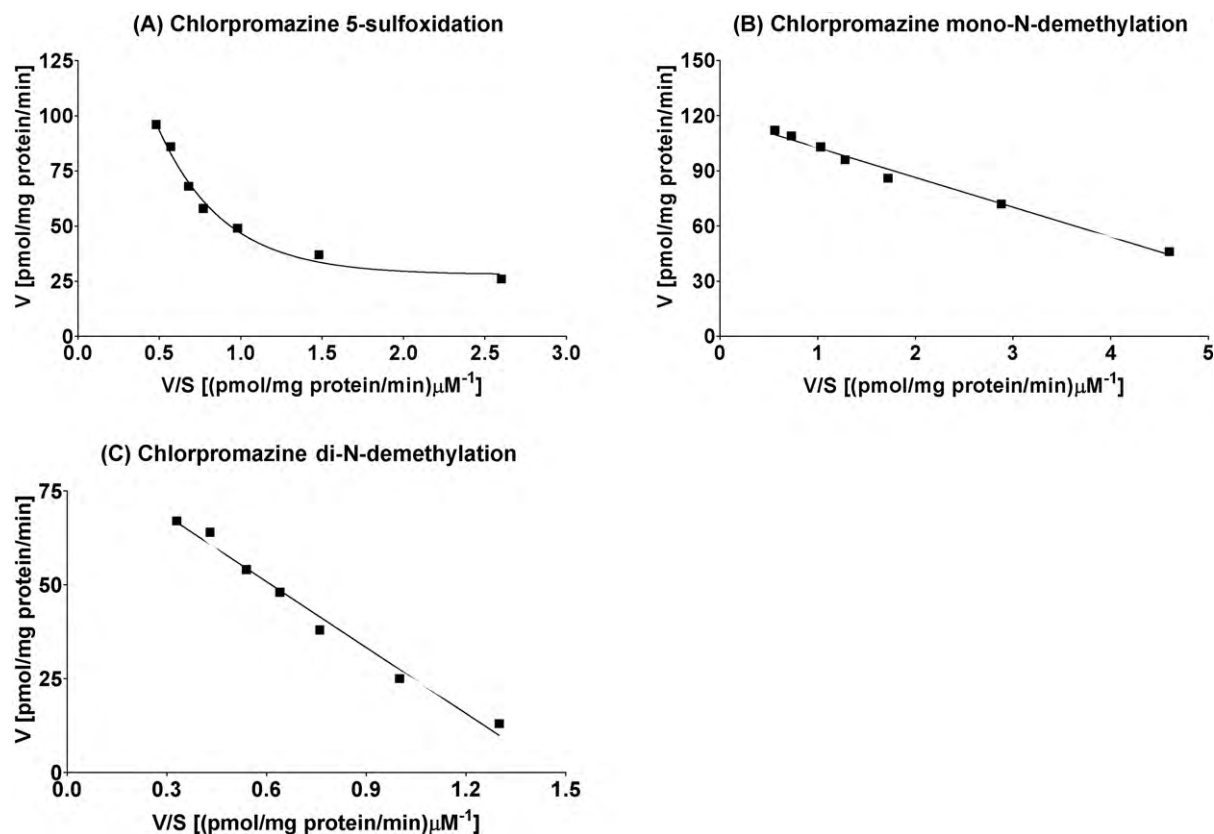 (A) Chlorpromazine 5-sulfoxidation
V [pmol/mg protein/min]
125
100
75
50
25
0
0.0 0.5 1.0 1.5 2.0 2.5 3.0
V/S [(pmol/mg protein/min)μM⁻¹]
(B) Chlorpromazine mono-N-demethylation
V [pmol/mg protein/min]
150
120
90
60
30
0
0 1 2 3 4 5
V/S [(pmol/mg protein/min)μM⁻¹]
(C) Chlorpromazine di-N-demethylation
V [pmol/mg protein/min]
75
50
25
0
0.0 0.3 0.6 0.9 1.2 1.5
V/S [(pmol/mg protein/min)μM⁻¹]